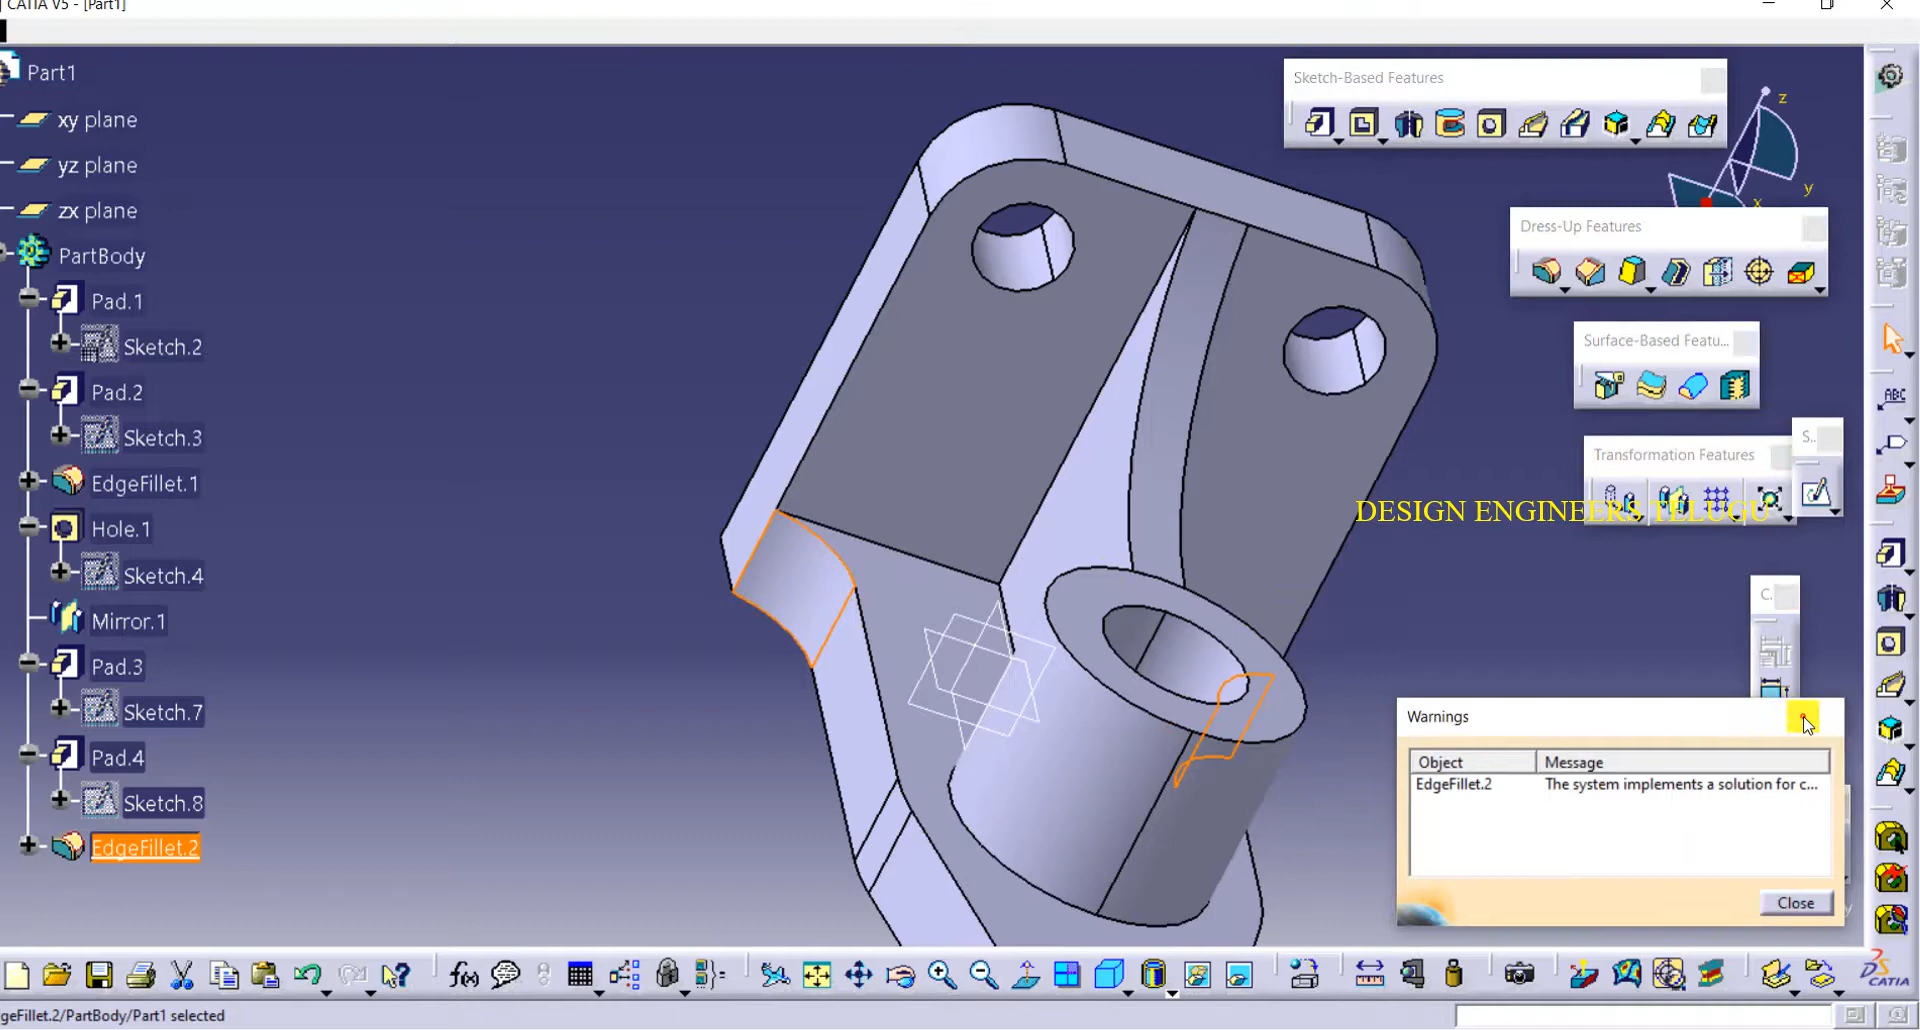 CATIA V5 - [Part1]
Part1
xy plane
yz plane
zx plane
PartBody
Pad.1
Sketch.2
Pad.2
Sketch.3
EdgeFillet.1
Hole.1
Sketch.4
Mirror.1
Pad.3
Sketch.7
Pad.4
Sketch.8
EdgeFillet.2
Sketch-Based Features
z
y
x
Dress-Up Features
Surface-Based Featu...
S..
Transformation Features
ABC
DESIGN ENGINEERS TELUGU
C.
Warnings
Object Message
EdgeFillet.2 The system implements a solution for c...
Close
f(x)
CATIA
geFillet.2/PartBody/Part1 selected